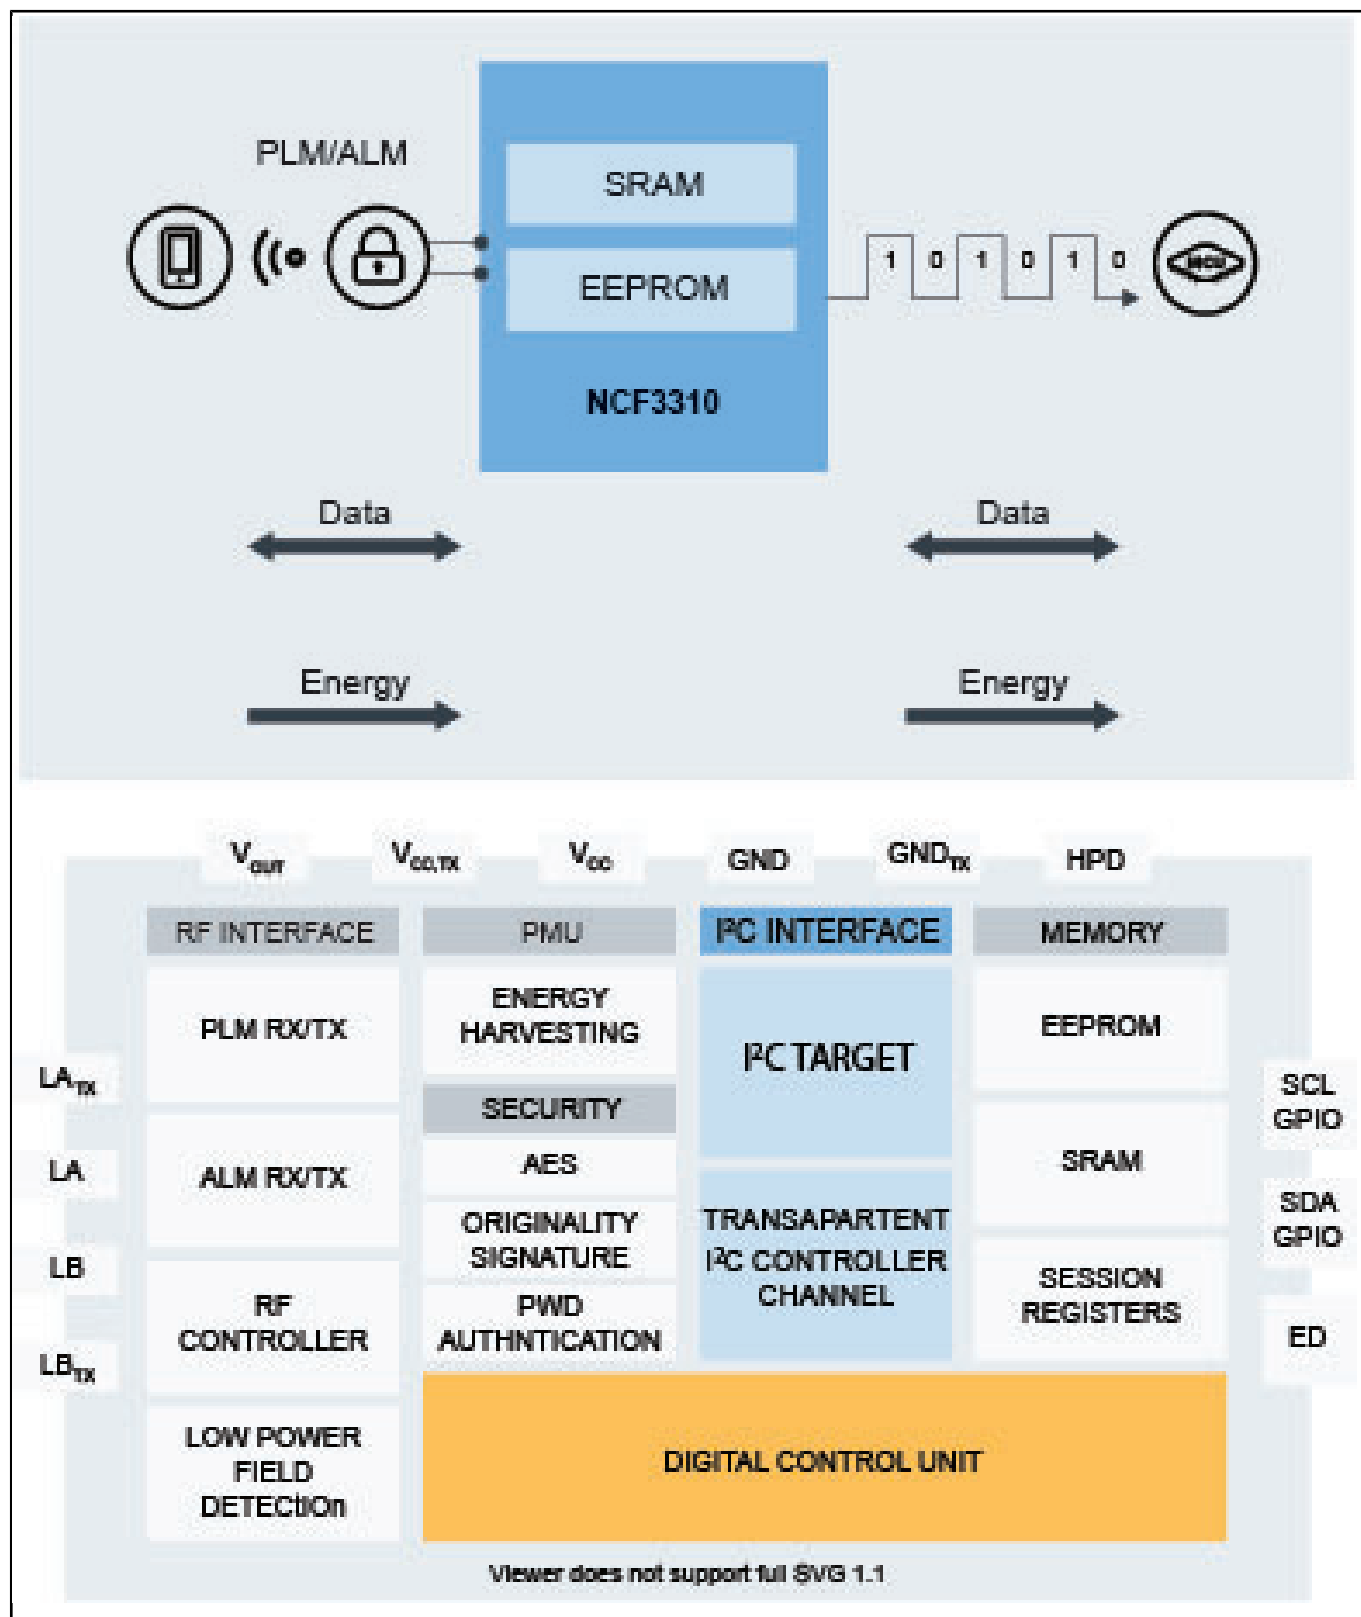 PLM/ALM
SRAM
EEPROM
NCF3310
1 0 1 0 1 0
MCU
Data
Data
Energy
Energy
VOUT VCC,TX VCC GND GNDTX HPD
RF INTERFACE
PLM RX/TX
ALM RX/TX
RF
CONTROLLER
LOW POWER
FIELD
DETECtIOn
PMU
ENERGY
HARVESTING
SECURITY
AES
ORIGINALITY
SIGNATURE
PWD
AUTHNTICATION
I²C INTERFACE
I²C TARGET
TRANSAPARTENT
I²C CONTROLLER
CHANNEL
MEMORY
EEPROM
SRAM
SESSION
REGISTERS
DIGITAL CONTROL UNIT
LATX
LA
LB
LBTX
SCL
GPIO
SDA
GPIO
ED
Viewer does not support full SVG 1.1